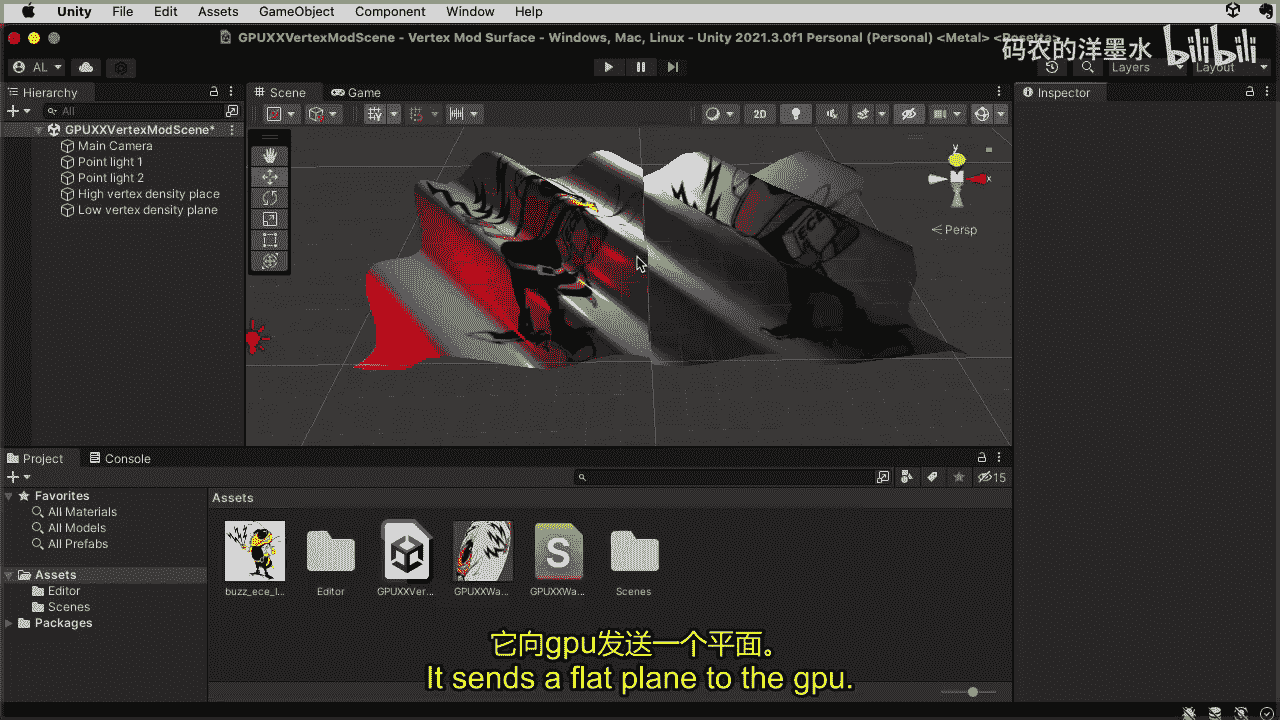 Unity File Edit Assets GameObject Component Window Help
GPUXXVertexModScene - Vertex Mod Surface - Windows, Mac, Linux - Unity 2021.3.0f1 Personal (Personal) <Metal> <Rosetta>
码农的洋墨水 bilibili
AL Layers Layout
Hierarchy
All
GPUXXVertexModScene*
Main Camera
Point light 1
Point light 2
High vertex density place
Low vertex density plane
Scene Game
2D
y
x
Persp
Inspector
Project Console
15
Favorites
All Materials
All Models
All Prefabs
Assets
Editor
Scenes
Packages
Assets
buzz_ece_l... Editor GPUXXVer... GPUXXWa... GPUXXWa... Scenes
S
它向gpu发送一个平面。
It sends a flat plane to the gpu.